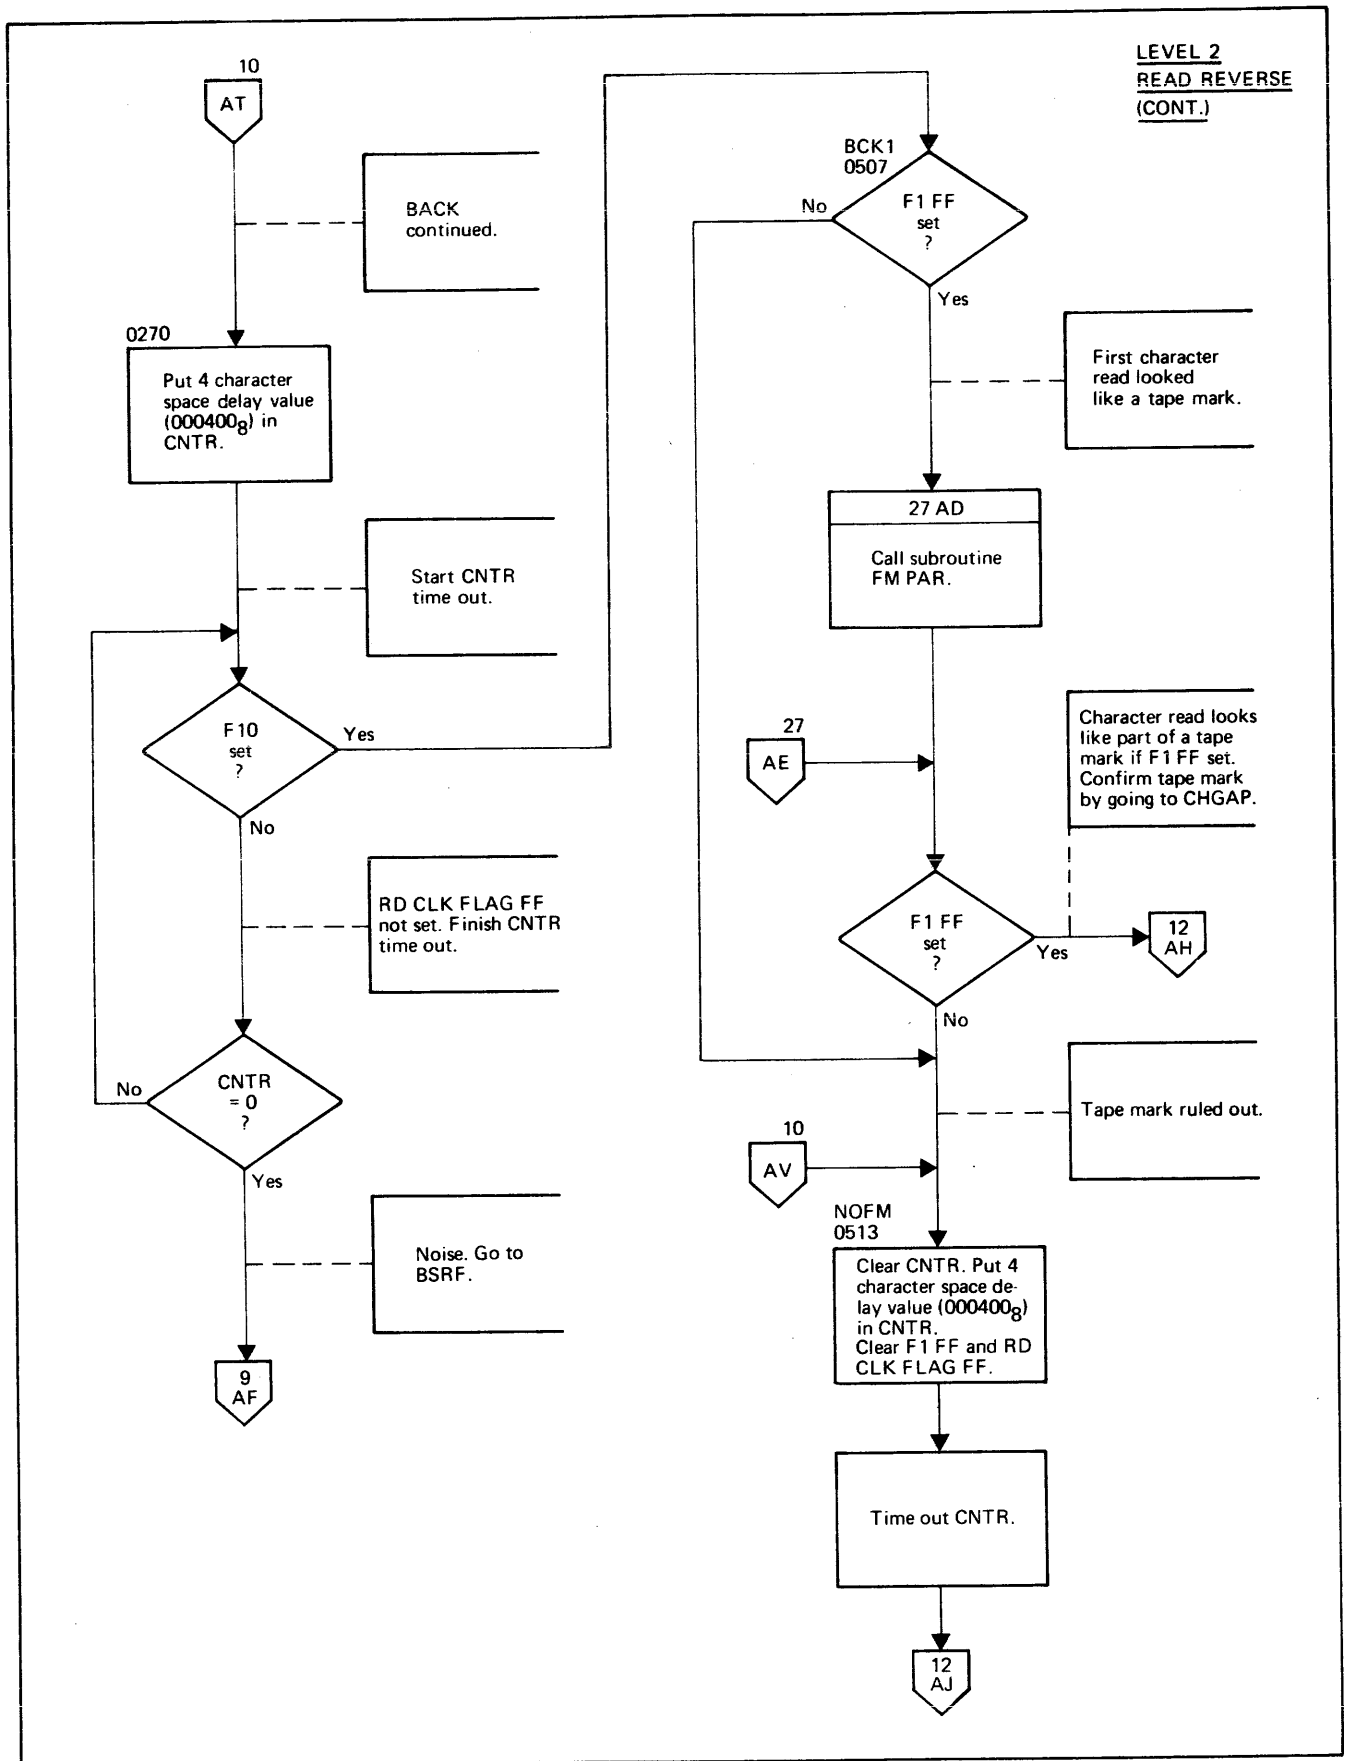 LEVEL 2
READ REVERSE
(CONT.)
10
AT
BACK
continued.
0270
Put 4 character
space delay value
(000400₈) in
CNTR.
Start CNTR
time out.
F10
set
?
Yes
No
RD CLK FLAG FF
not set. Finish CNTR
time out.
CNTR
= 0
?
No
Yes
Noise. Go to
BSRF.
9
AF
BCK1
0507
F1 FF
set
?
No
Yes
First character
read looked
like a tape mark.
27 AD
Call subroutine
FM PAR.
27
AE
Character read looks
like part of a tape
mark if F1 FF set.
Confirm tape mark
by going to CHGAP.
F1 FF
set
?
Yes
12
AH
No
Tape mark ruled out.
10
AV
NOFM
0513
Clear CNTR. Put 4
character space de-
lay value (000400₈)
in CNTR.
Clear F1 FF and RD
CLK FLAG FF.
Time out CNTR.
12
AJ